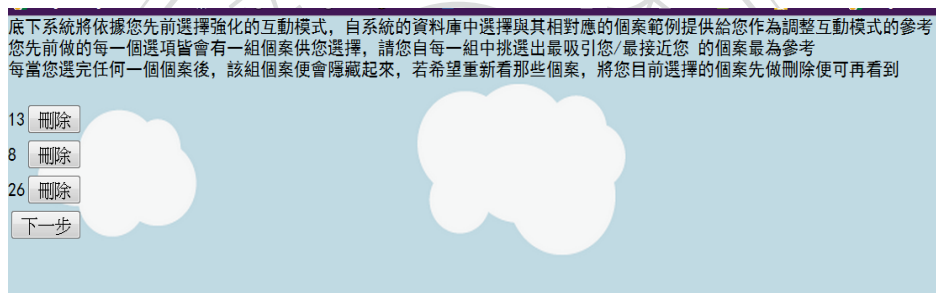 底下系統將依據您先前選擇強化的互動模式, 自系統的資料庫中選擇與其相對應的個案範例提供給您作為調整互動模式的參考
您先前做的每一個選項皆會有一組個案供您選擇, 請您自每一組中挑選出最吸引您/最接近您 的個案最為參考
每當您選完任何一個個案後, 該組個案便會隱藏起來, 若希望重新看那些個案, 將您目前選擇的個案先做刪除便可再看到
13 刪除
8 刪除
26 刪除
下一步